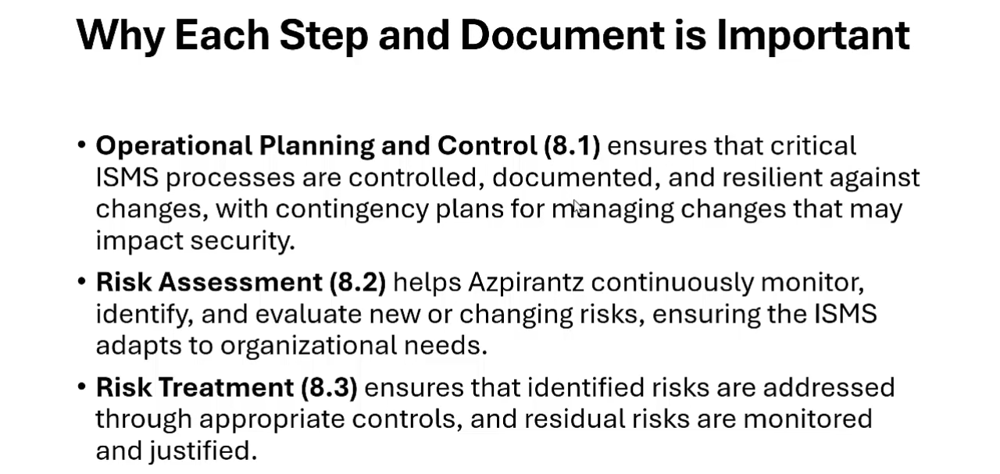 Why Each Step and Document is Important
• Operational Planning and Control (8.1) ensures that critical
ISMS processes are controlled, documented, and resilient against
changes, with contingency plans for managing changes that may
impact security.
• Risk Assessment (8.2) helps Azpirantz continuously monitor,
identify, and evaluate new or changing risks, ensuring the ISMS
adapts to organizational needs.
• Risk Treatment (8.3) ensures that identified risks are addressed
through appropriate controls, and residual risks are monitored
and justified.